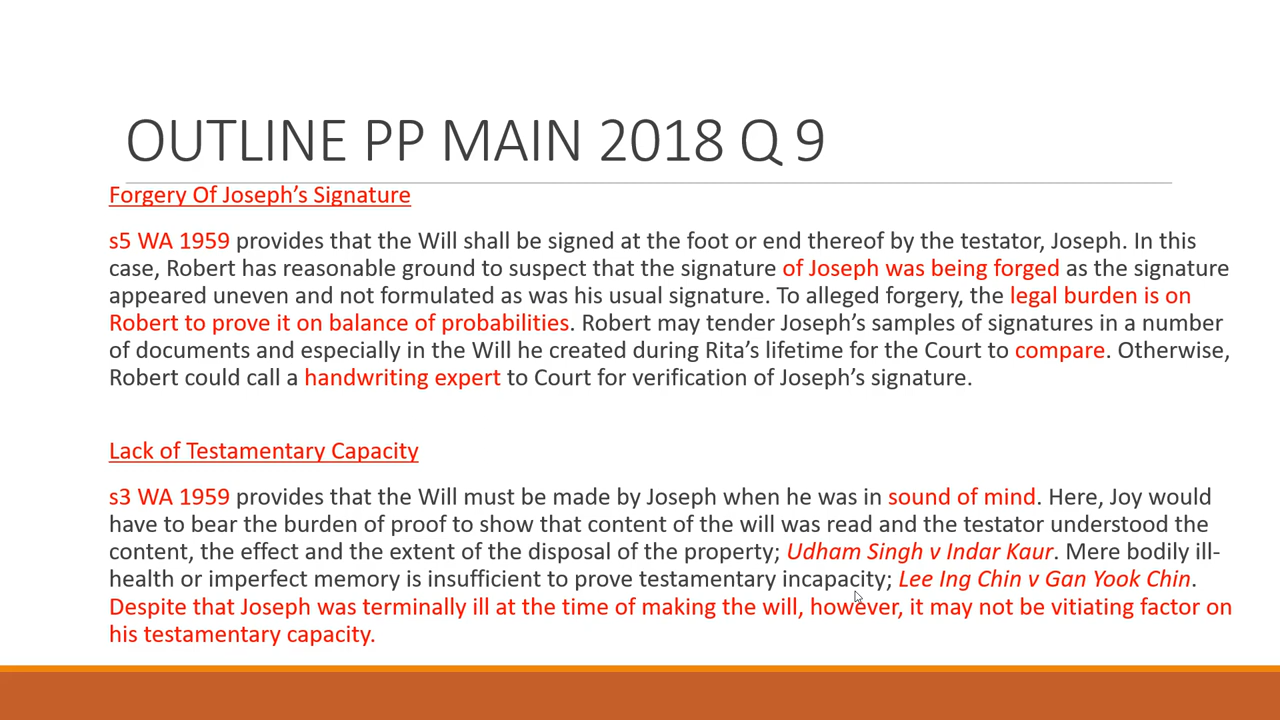 OUTLINE PP MAIN 2018 Q 9
Forgery Of Joseph’s Signature
s5 WA 1959 provides that the Will shall be signed at the foot or end thereof by the testator, Joseph. In this
case, Robert has reasonable ground to suspect that the signature of Joseph was being forged as the signature
appeared uneven and not formulated as was his usual signature. To alleged forgery, the legal burden is on
Robert to prove it on balance of probabilities. Robert may tender Joseph’s samples of signatures in a number
of documents and especially in the Will he created during Rita’s lifetime for the Court to compare. Otherwise,
Robert could call a handwriting expert to Court for verification of Joseph’s signature.
Lack of Testamentary Capacity
s3 WA 1959 provides that the Will must be made by Joseph when he was in sound of mind. Here, Joy would
have to bear the burden of proof to show that content of the will was read and the testator understood the
content, the effect and the extent of the disposal of the property; Udham Singh v Indar Kaur. Mere bodily ill-
health or imperfect memory is insufficient to prove testamentary incapacity; Lee Ing Chin v Gan Yook Chin.
Despite that Joseph was terminally ill at the time of making the will, however, it may not be vitiating factor on
his testamentary capacity.